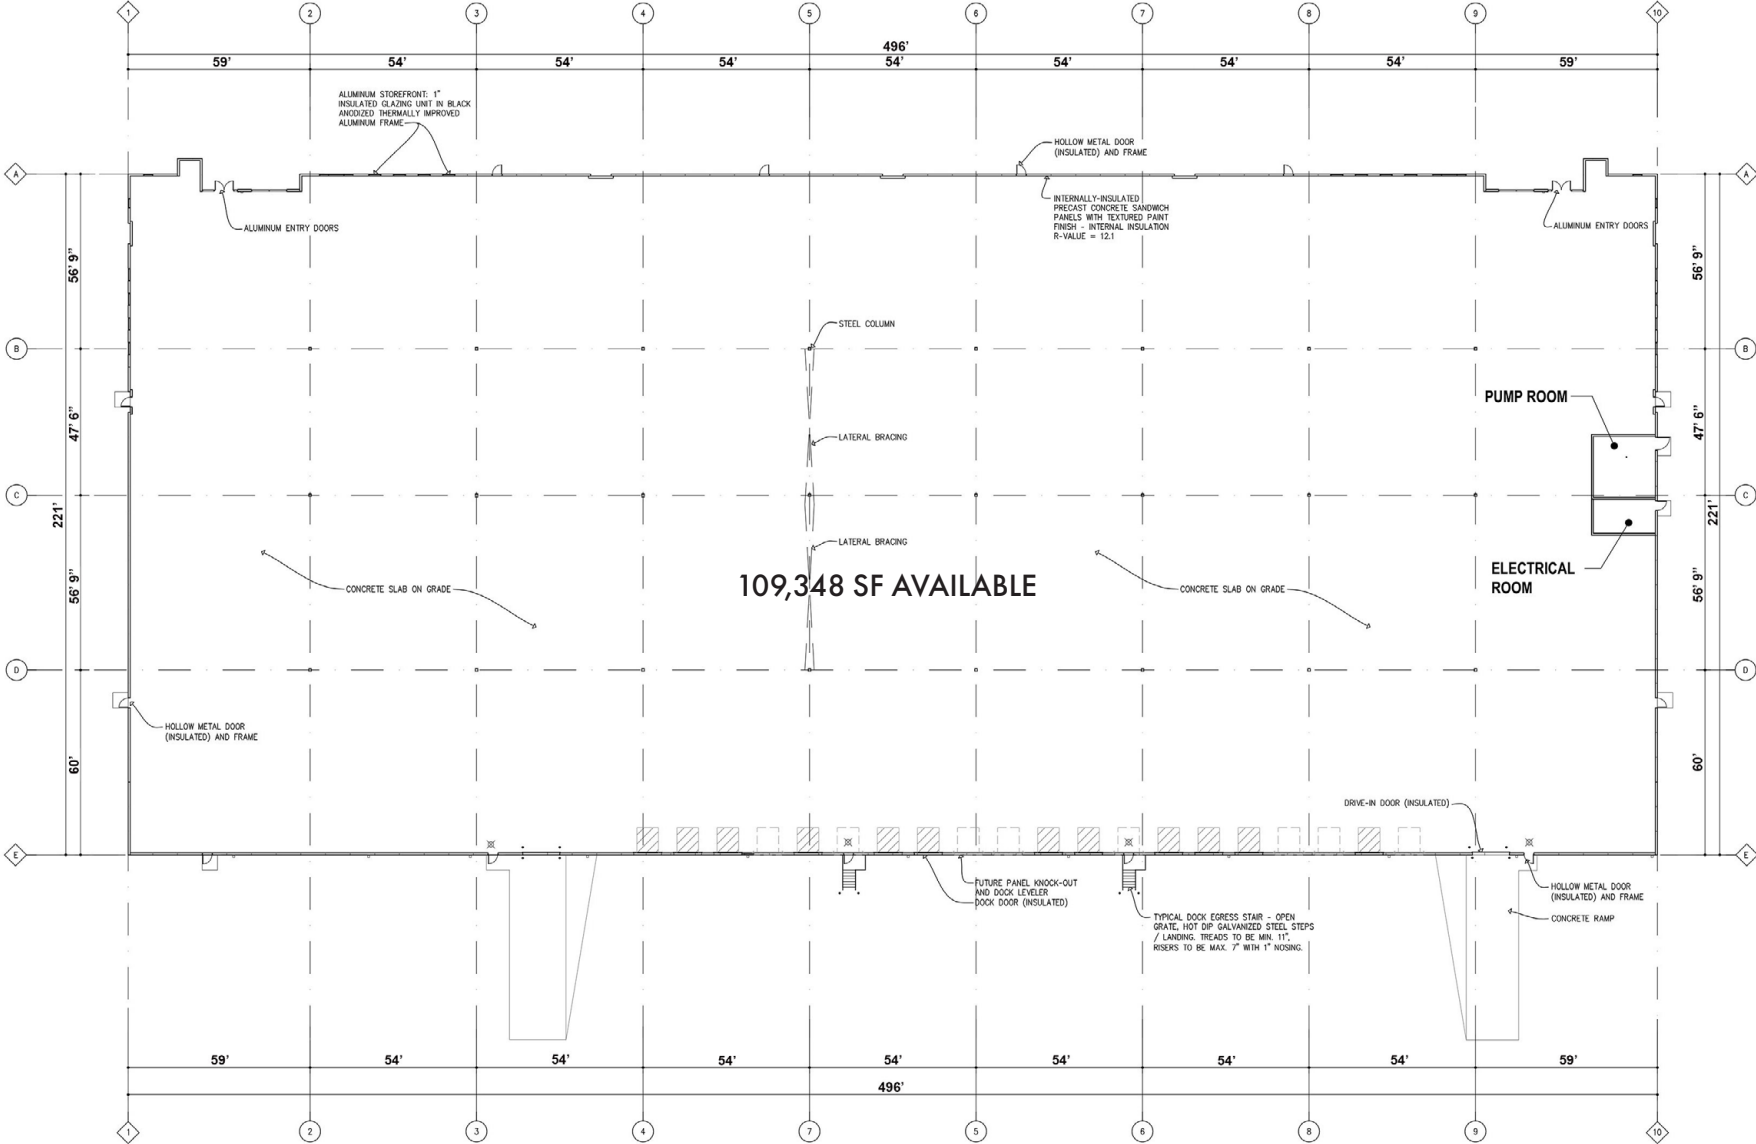 1 2 3 4 5 6 7 8 9 10
496'
59' 54' 54' 54' 54' 54' 54' 54' 59'
ALUMINUM STOREFRONT: 1"
INSULATED GLAZING UNIT IN BLACK
ANODIZED THERMALLY IMPROVED
ALUMINUM FRAME
HOLLOW METAL DOOR
(INSULATED) AND FRAME
A A
INTERNALLY-INSULATED
PRECAST CONCRETE SANDWICH
PANELS WITH TEXTURED PAINT
FINISH - INTERNAL INSULATION
R-VALUE = 12.1
ALUMINUM ENTRY DOORS
ALUMINUM ENTRY DOORS
56' 9"
56' 9"
STEEL COLUMN
B B
PUMP ROOM
47' 6"
47' 6"
LATERAL BRACING
C C
221'
221'
LATERAL BRACING
ELECTRICAL
ROOM
109,348 SF AVAILABLE
56' 9"
56' 9"
CONCRETE SLAB ON GRADE
CONCRETE SLAB ON GRADE
D D
HOLLOW METAL DOOR
(INSULATED) AND FRAME
60'
60'
DRIVE-IN DOOR (INSULATED)
E E
FUTURE PANEL KNOCK-OUT
AND DOCK LEVELER
DOCK DOOR (INSULATED)
HOLLOW METAL DOOR
(INSULATED) AND FRAME
CONCRETE RAMP
TYPICAL DOCK EGRESS STAIR - OPEN
GRATE, HOT DIP GALVANIZED STEEL STEPS
/ LANDING. TREADS TO BE MIN. 11",
RISERS TO BE MAX. 7" WITH 1" NOSING.
59' 54' 54' 54' 54' 54' 54' 54' 59'
496'
1 2 3 4 7 5 6 8 9 10